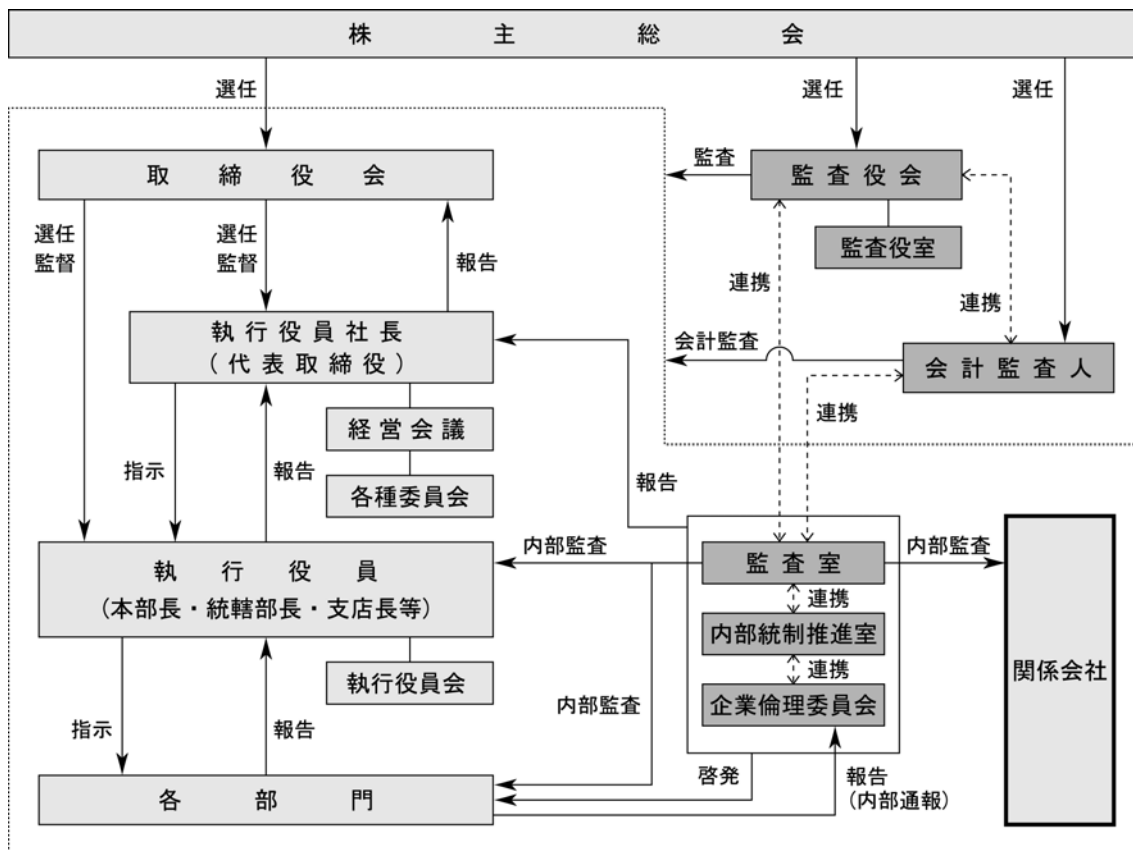 株主総会
選任
選任
選任
取締役会
監査
監査役会
監査役室
選任
監督
選任
監督
報告
連携
連携
執行役員社長
(代表取締役)
会計監査
会計監査人
連携
経営会議
各種委員会
指示
報告
報告
執行役員
(本部長・統轄部長・支店長等)
内部監査
監査室
内部監査
連携
内部統制推進室
連携
企業倫理委員会
関係会社
執行役員会
内部監査
指示
報告
啓発
報告
(内部通報)
各部門